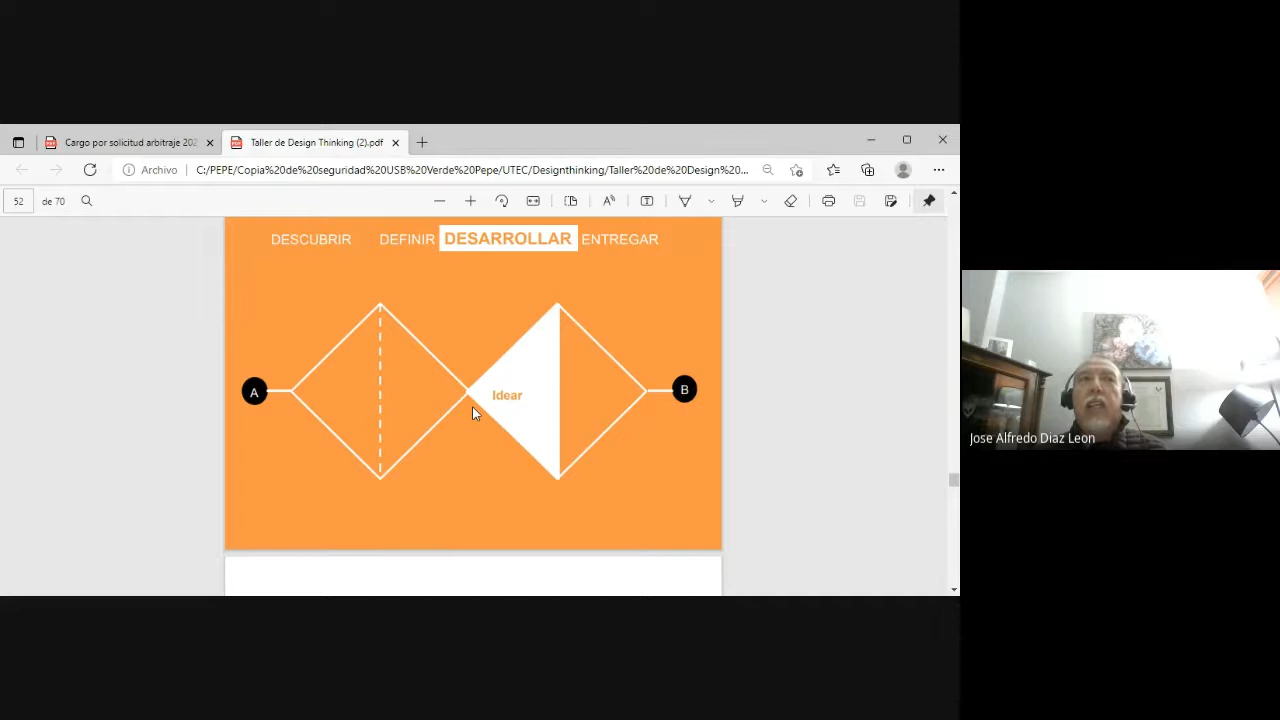 Cargo por solicitud arbitraje 202
Taller de Design Thinking (2).pdf
Archivo
C:/PEPE/Copia%20de%20seguridad%20USB%20Verde%20Pepe/UTEC/Designthinking/Taller%20de%20Design%20...
52 de 70
DESCUBRIR DEFINIR DESARROLLAR ENTREGAR
A
Idear
B
Jose Alfredo Diaz Leon